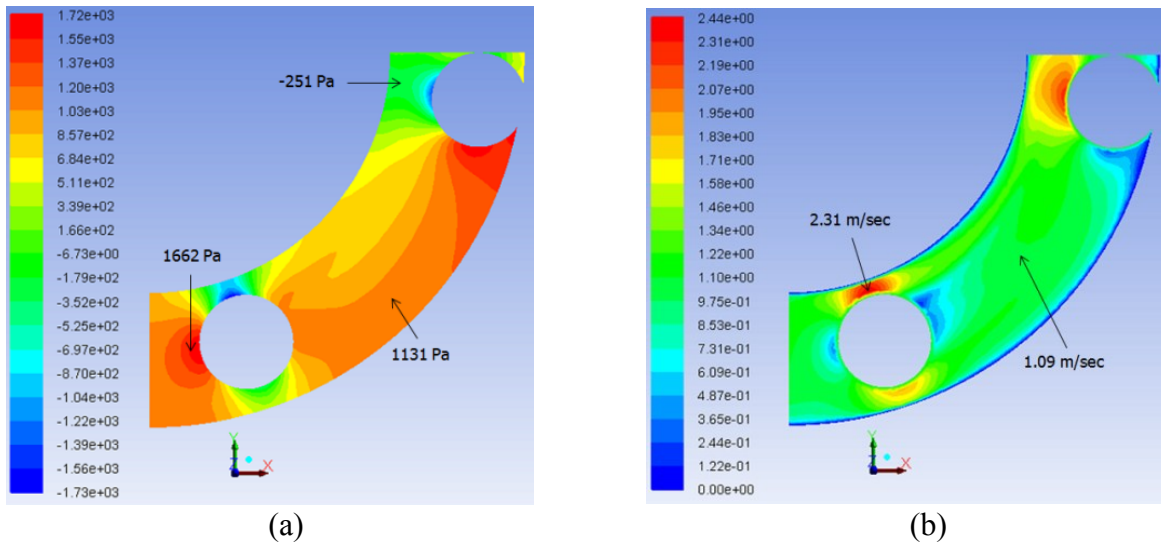 1.72e+03
1.55e+03
1.37e+03
1.20e+03
1.03e+03
8.57e+02
6.84e+02
5.11e+02
3.39e+02
1.66e+02
-6.73e+00
-1.79e+02
-3.52e+02
-5.25e+02
-6.97e+02
-8.70e+02
-1.04e+03
-1.22e+03
-1.39e+03
-1.56e+03
-1.73e+03
-251 Pa
1662 Pa
1131 Pa
Y
Z
X
(a)
2.44e+00
2.31e+00
2.19e+00
2.07e+00
1.95e+00
1.83e+00
1.71e+00
1.58e+00
1.46e+00
1.34e+00
1.22e+00
1.10e+00
9.75e-01
8.53e-01
7.31e-01
6.09e-01
4.87e-01
3.66e-01
2.44e-01
1.22e-01
0.00e+00
2.31 m/sec
1.09 m/sec
Y
Z
X
(b)